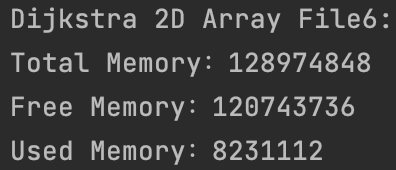 Dijkstra 2D Array File6:
Total Memory: 128974848
Free Memory: 120743736
Used Memory: 8231112